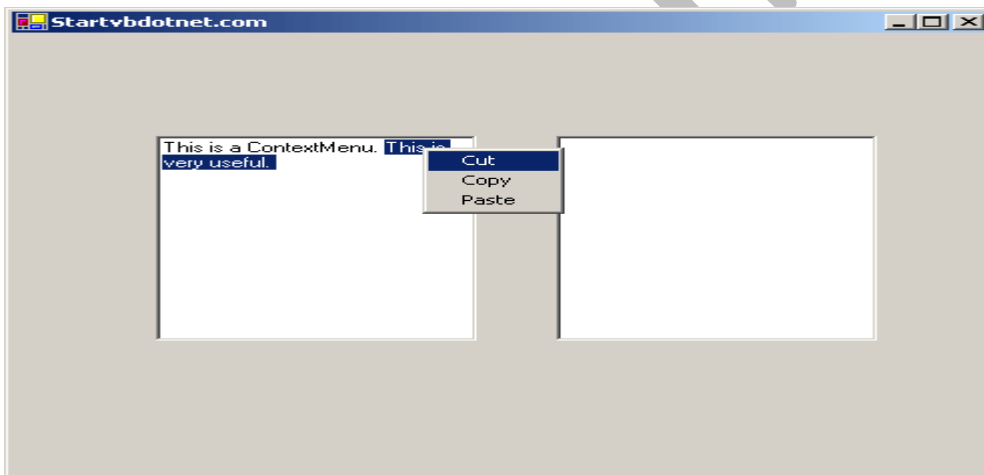 Startvbdotnet.com
This is a ContextMenu. This is
very useful.
Cut
Copy
Paste